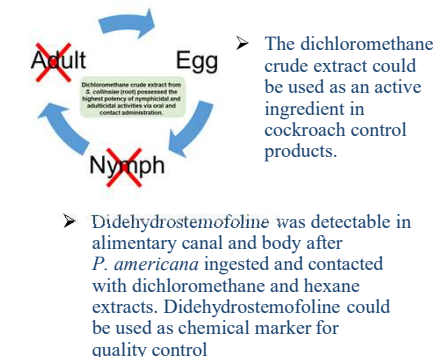 Adult
Egg
Dichloromethane crude extract from
S. collinsiae (root) possessed the
highest potency of nymphicidal and
adulticidal activities via oral and
contact administration.
Nymph
➢ The dichloromethane
crude extract could
be used as an active
ingredient in
cockroach control
products.
➢ Didehydrostemofoline was detectable in
alimentary canal and body after
P. americana ingested and contacted
with dichloromethane and hexane
extracts. Didehydrostemofoline could
be used as chemical marker for
quality control